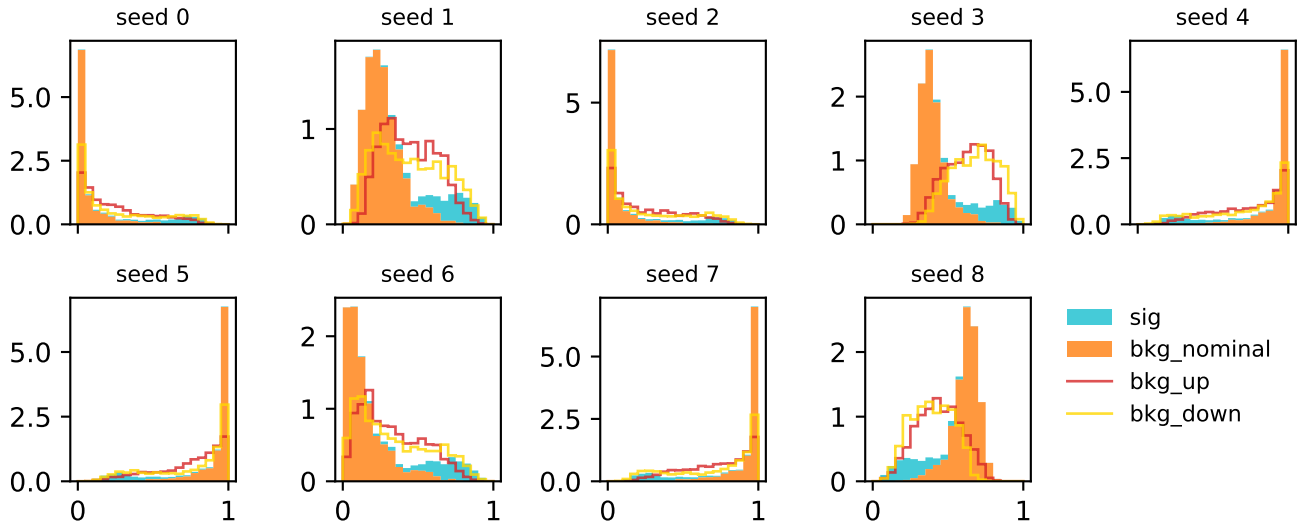 seed 0
seed 1
seed 2
seed 3
seed 4
5.0
2.5
0.0
1
0
5
0
2
1
0
5.0
2.5
0.0
seed 5
seed 6
seed 7
seed 8
5.0
2.5
0.0
2
1
0
5.0
2.5
0.0
2
1
0
0 1
0 1
0 1
0 1
sig
bkg_nominal
bkg_up
bkg_down